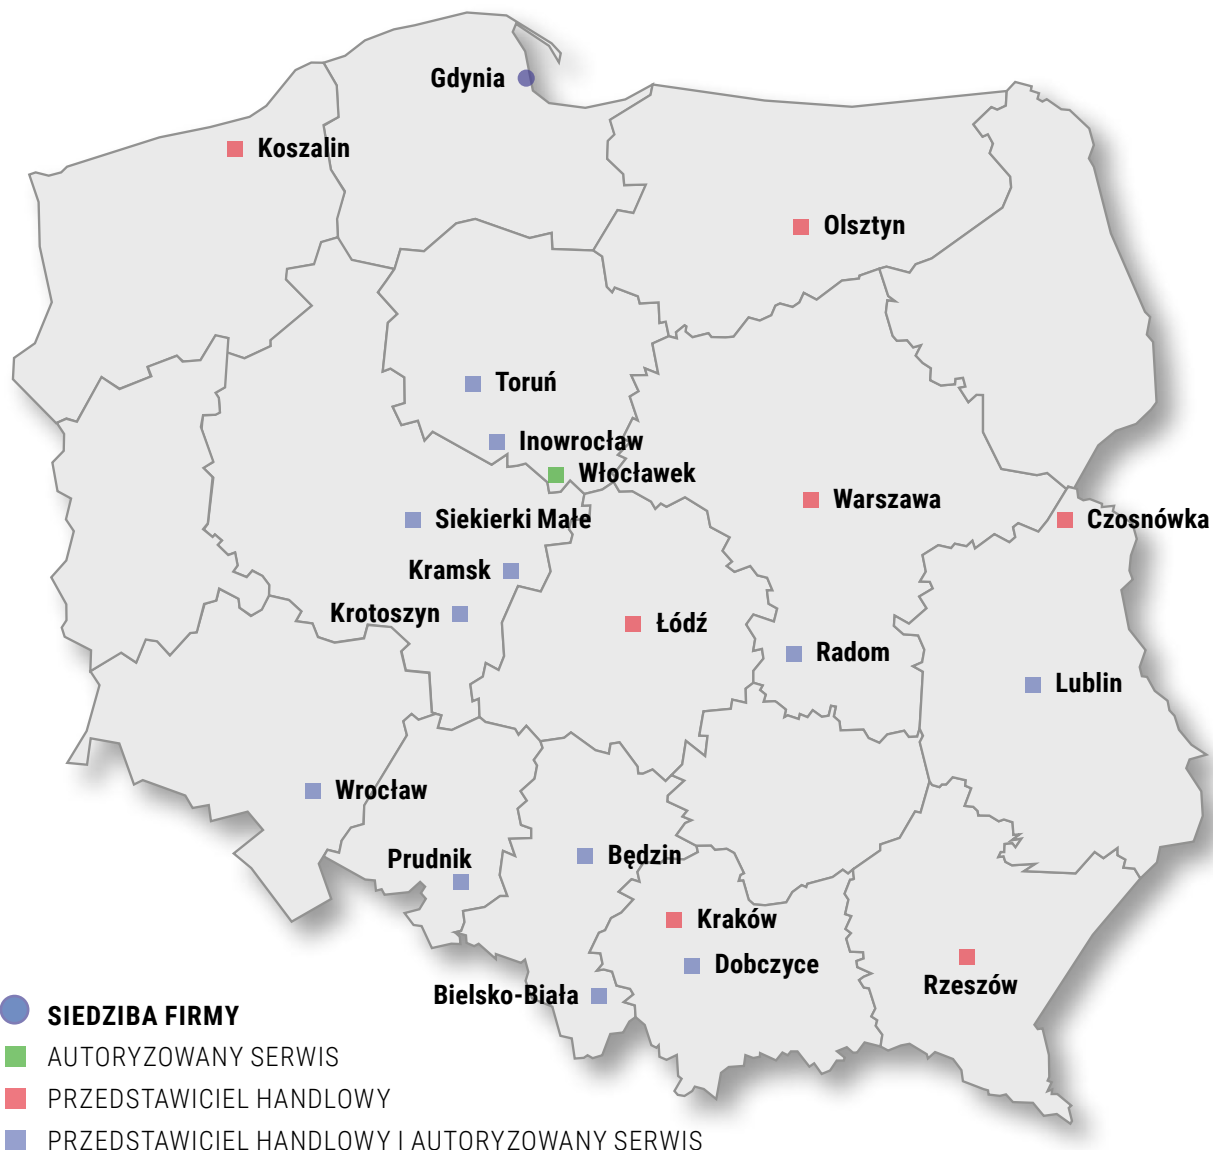 Gdynia
Koszalin
Olsztyn
Toruń
Inowrocław
Włocławek
Warszawa
Siekierki Małe
Czosnówka
Kramsk
Krotoszyn
Łódź
Radom
Lublin
Wrocław
Będzin
Prudnik
Kraków
Dobczyce
Rzeszów
Bielsko-Biała
SIEDZIBA FIRMY
AUTORYZOWANY SERWIS
PRZEDSTAWICIEL HANDLOWY
PRZEDSTAWICIEL HANDLOWY I AUTORYZOWANY SERWIS